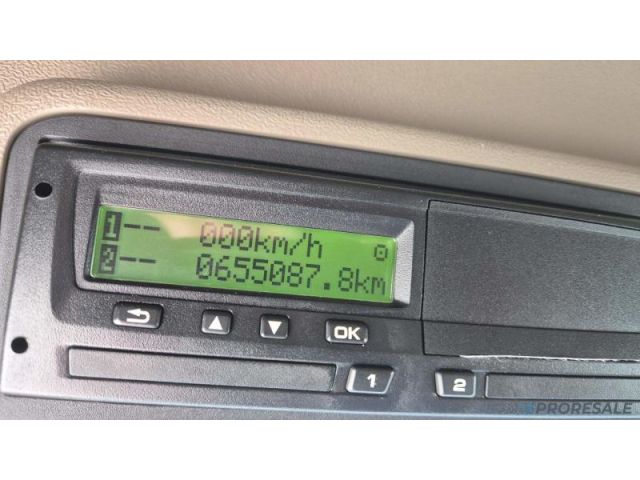 1-- 000km/h
2-- 0655087.8km
OK
1
2
PRORESALE